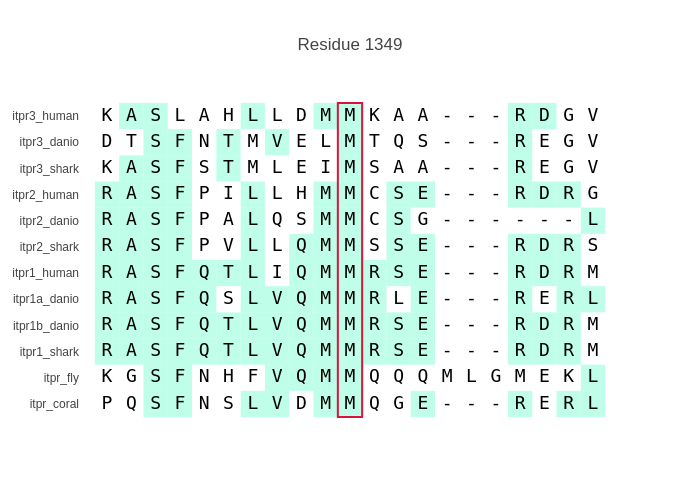 Residue 1349
itpr3_human K A S L A H L L D M M K A A - - - R D G V
itpr3_danio D T S F N T M V E L M T Q S - - - R E G V
itpr3_shark K A S F S T M L E I M S A A - - - R E G V
itpr2_human R A S F P I L L H M M C S E - - - R D R G
itpr2_danio R A S F P A L Q S M M C S G - - - - - - L
itpr2_shark R A S F P V L L Q M M S S E - - - R D R S
itpr1_human R A S F Q T L I Q M M R S E - - - R D R M
itpr1a_danio R A S F Q S L V Q M M R L E - - - R E R L
itpr1b_danio R A S F Q T L V Q M M R S E - - - R D R M
itpr1_shark R A S F Q T L V Q M M R S E - - - R D R M
itpr_fly K G S F N H F V Q M M Q Q Q M L G M E K L
itpr_coral P Q S F N S L V D M M Q G E - - - R E R L